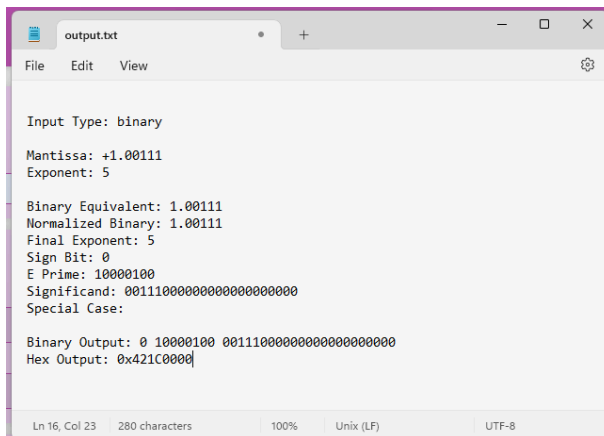 output.txt
File Edit View
Input Type: binary
Mantissa: +1.00111
Exponent: 5
Binary Equivalent: 1.00111
Normalized Binary: 1.00111
Final Exponent: 5
Sign Bit: 0
E Prime: 10000100
Significand: 00111000000000000000000
Special Case:
Binary Output: 0 10000100 00111000000000000000000
Hex Output: 0x421C0000
Ln 16, Col 23 280 characters 100% Unix (LF) UTF-8